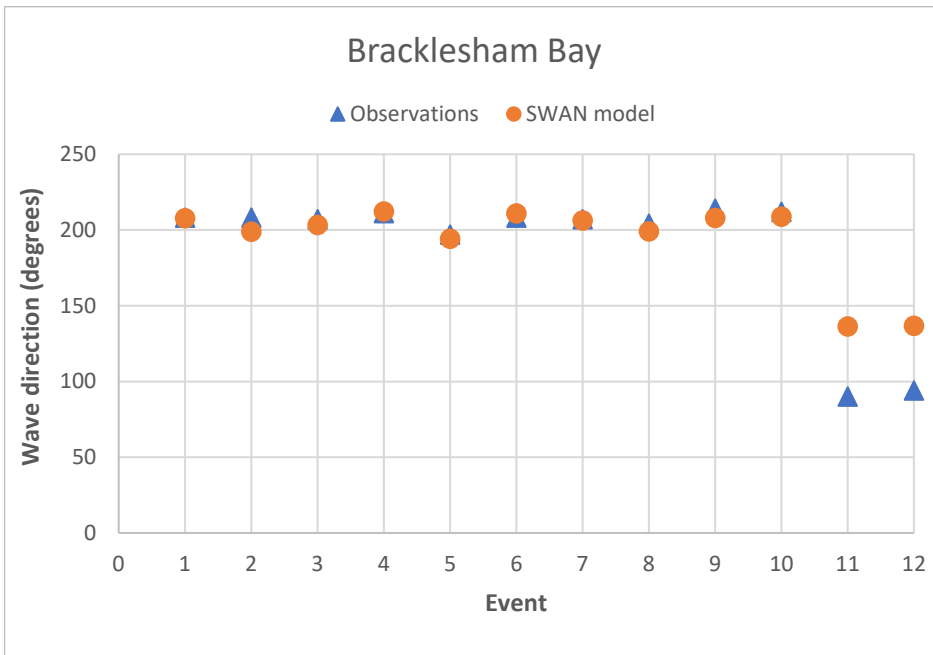 Bracklesham Bay
Observations SWAN model
250
200
150
100
50
0
Wave direction (degrees)
0 1 2 3 4 5 6 7 8 9 10 11 12
Event